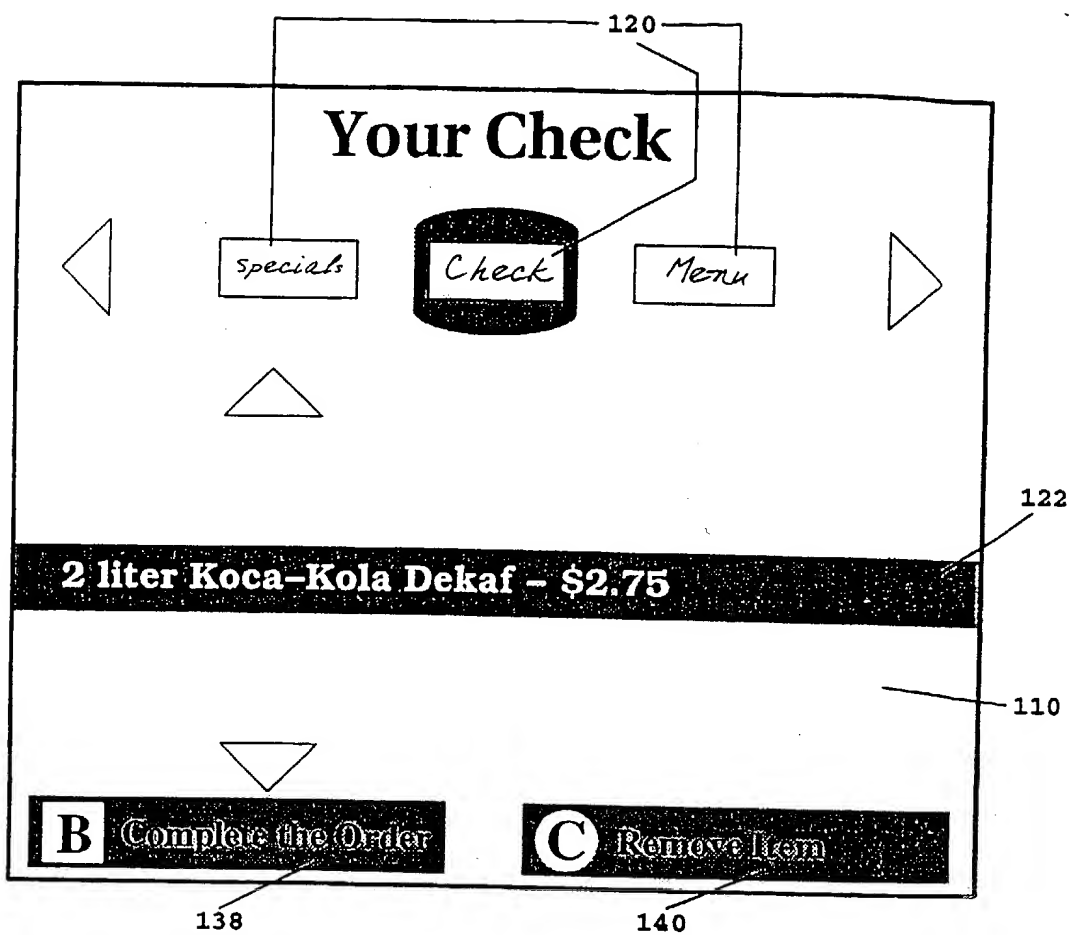 120
Your Check
Specials Check Menu
122
2 liter Koca–Kola Dekaf – $2.75
110
B Complete the Order C Remove Item
138 140